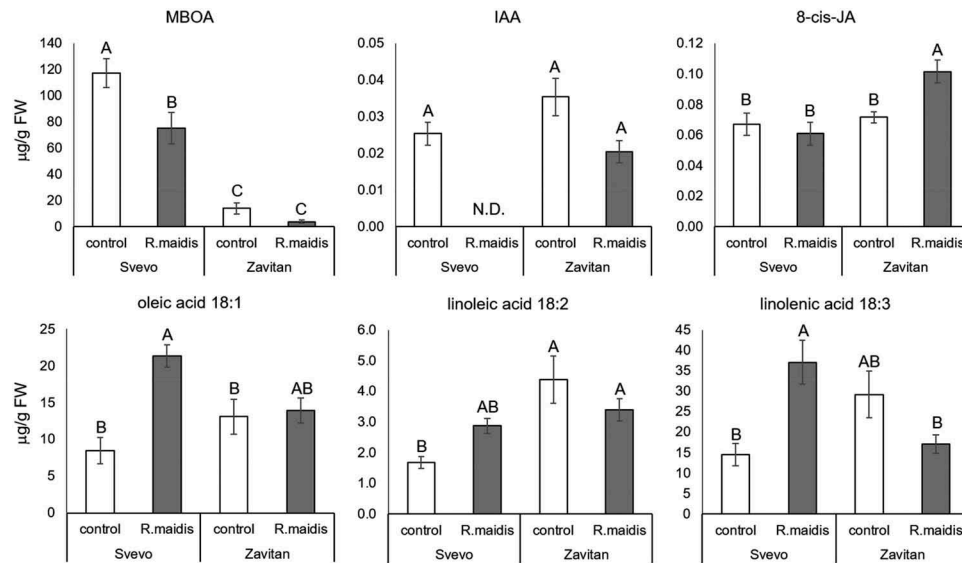 MBOA
μg/g FW
140
120
100
80
60
40
20
0
A
B
C
C
control R.maidis control R.maidis
Svevo Zavitan
IAA
0.05
0.04
0.03
0.02
0.01
0.00
A
N.D.
A
A
control R.maidis control R.maidis
Svevo Zavitan
8-cis-JA
0.12
0.10
0.08
0.06
0.04
0.02
0.00
B
B
B
A
control R.maidis control R.maidis
Svevo Zavitan
oleic acid 18:1
μg/g FW
25
20
15
10
5
0
B
A
B
AB
control R.maidis control R.maidis
Svevo Zavitan
linoleic acid 18:2
6.0
5.0
4.0
3.0
2.0
1.0
0.0
B
AB
A
A
control R.maidis control R.maidis
Svevo Zavitan
linolenic acid 18:3
45
40
35
30
25
20
15
10
5
0
B
A
AB
B
control R.maidis control R.maidis
Svevo Zavitan